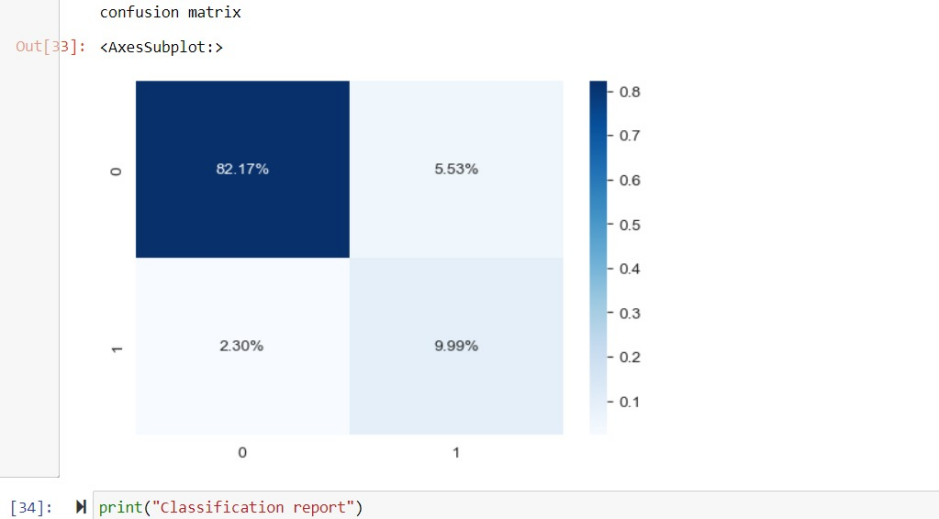 confusion matrix
Out[33]: <AxesSubplot:>
0.8
0.7
0 82.17% 5.53%
0.6
0.5
0.4
0.3
1 2.30% 9.99%
0.2
0.1
0 1
[34]: print("Classification report")